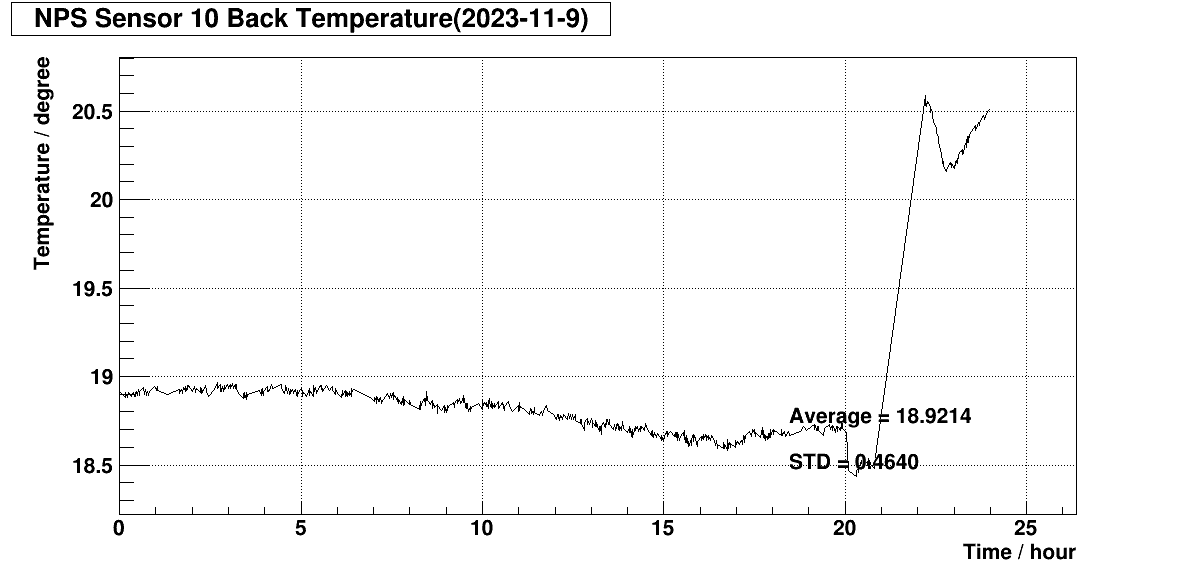 NPS Sensor 10 Back Temperature(2023-11-9)
Temperature / degree
20.5
20
19.5
19
18.5
Average = 18.9214
STD = 0.4640
0 5 10 15 20 25
Time / hour